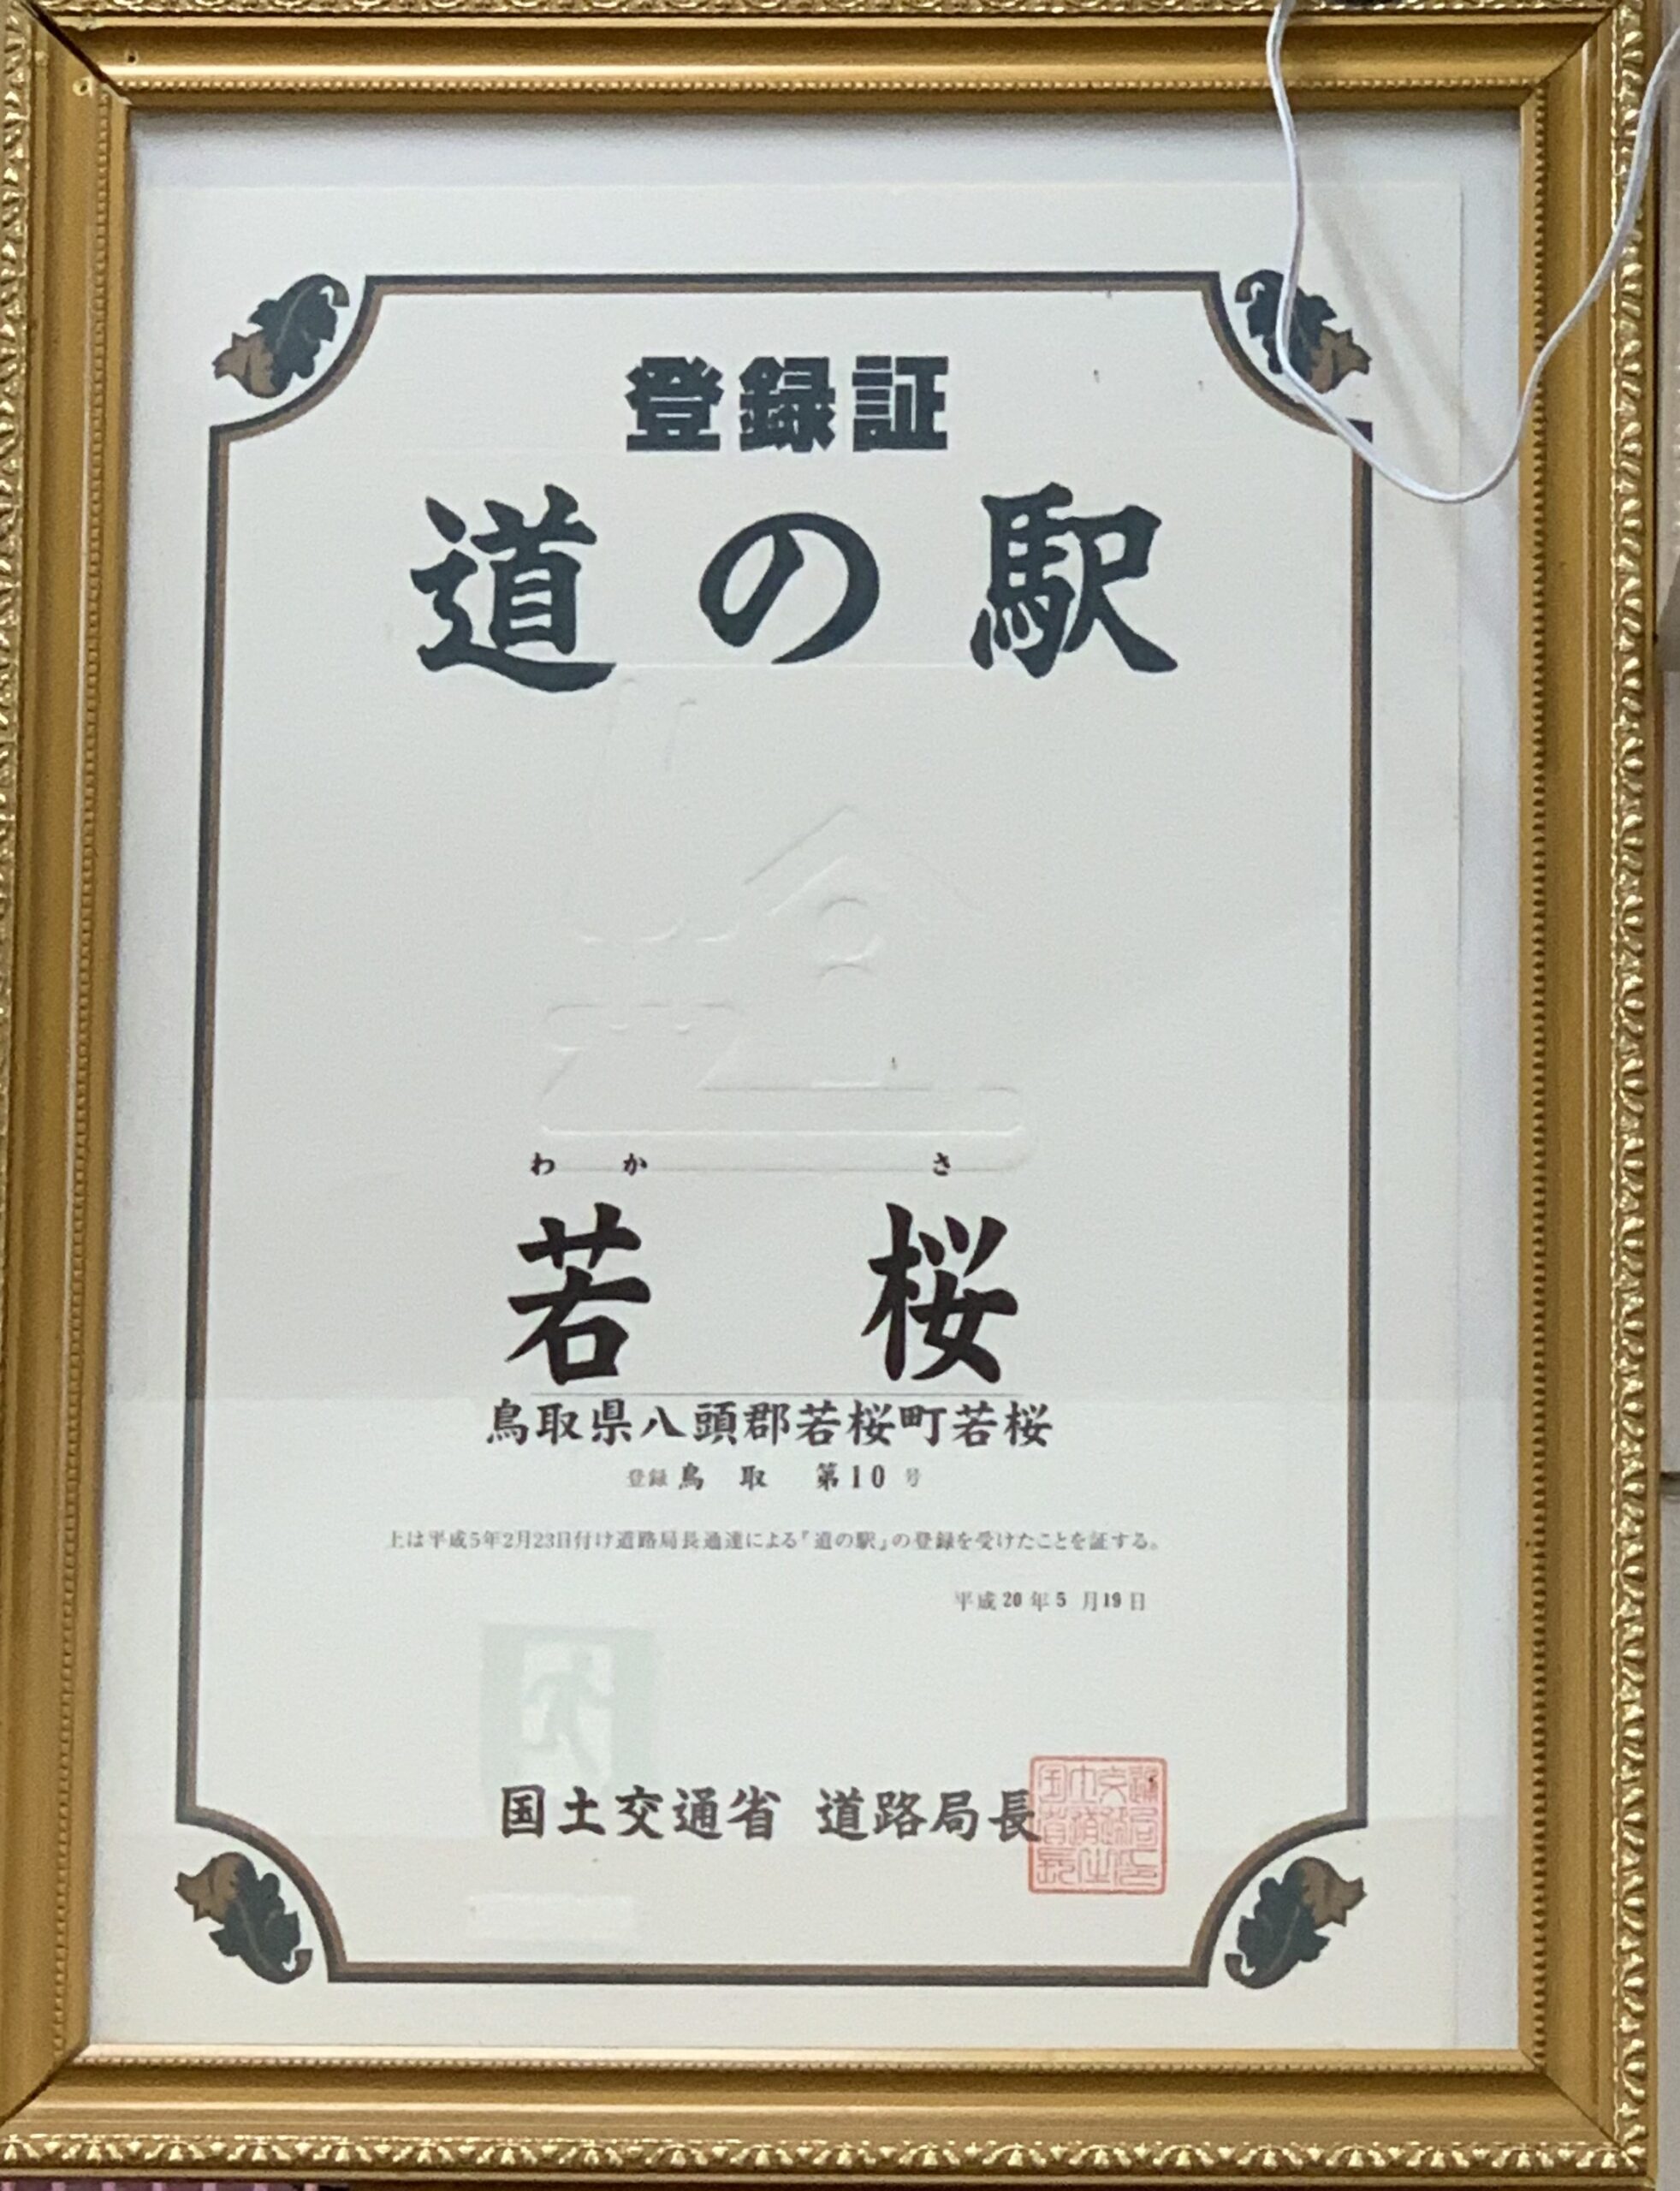 登録証
道の駅
わかさ
若桜
鳥取県八頭郡若桜町若桜
登録 鳥取 第10号
上は平成5年2月23日付け道路局長通達による「道の駅」の登録を受けたことを証する。
平成20年5月19日
国土交通省 道路局長